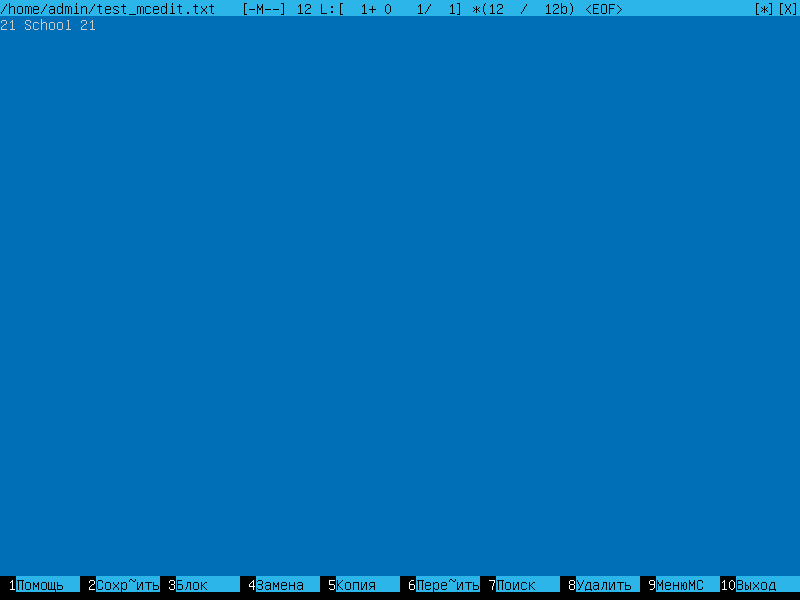 /home/admin/test_mcedit.txt [-M--] 12 L:[ 1+ 0 1/ 1] *(12 / 12b) <EOF> [*][X]
21 School 21
1Помощь 2Сохр~ить 3Блок 4Замена 5Копия 6Пере~ить 7Поиск 8Удалить 9МенюMC 10Выход